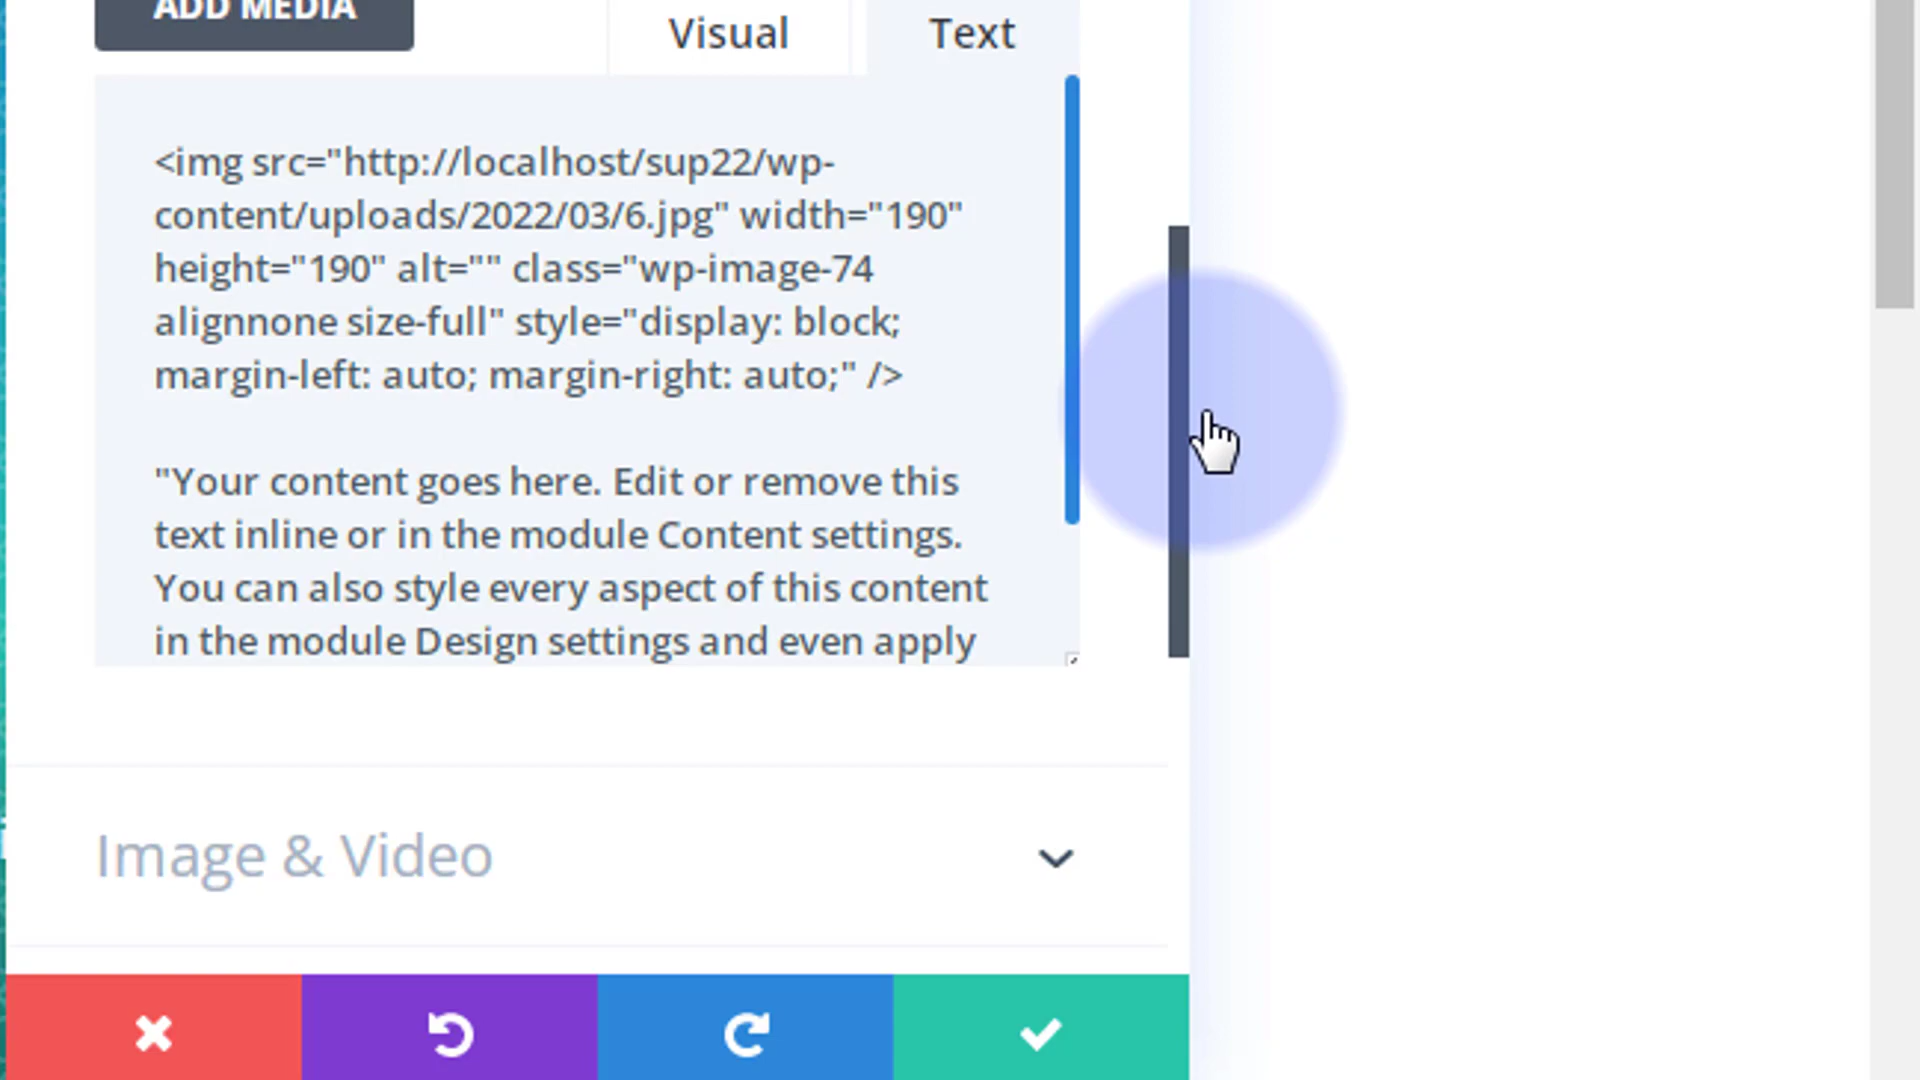 ADD MEDIA
Visual
Text
<img src="http://localhost/sup22/wp-
content/uploads/2022/03/6.jpg" width="190"
height="190" alt="" class="wp-image-74
alignnone size-full" style="display: block;
margin-left: auto; margin-right: auto;" />
"Your content goes here. Edit or remove this
text inline or in the module Content settings.
You can also style every aspect of this content
in the module Design settings and even apply
Image & Video